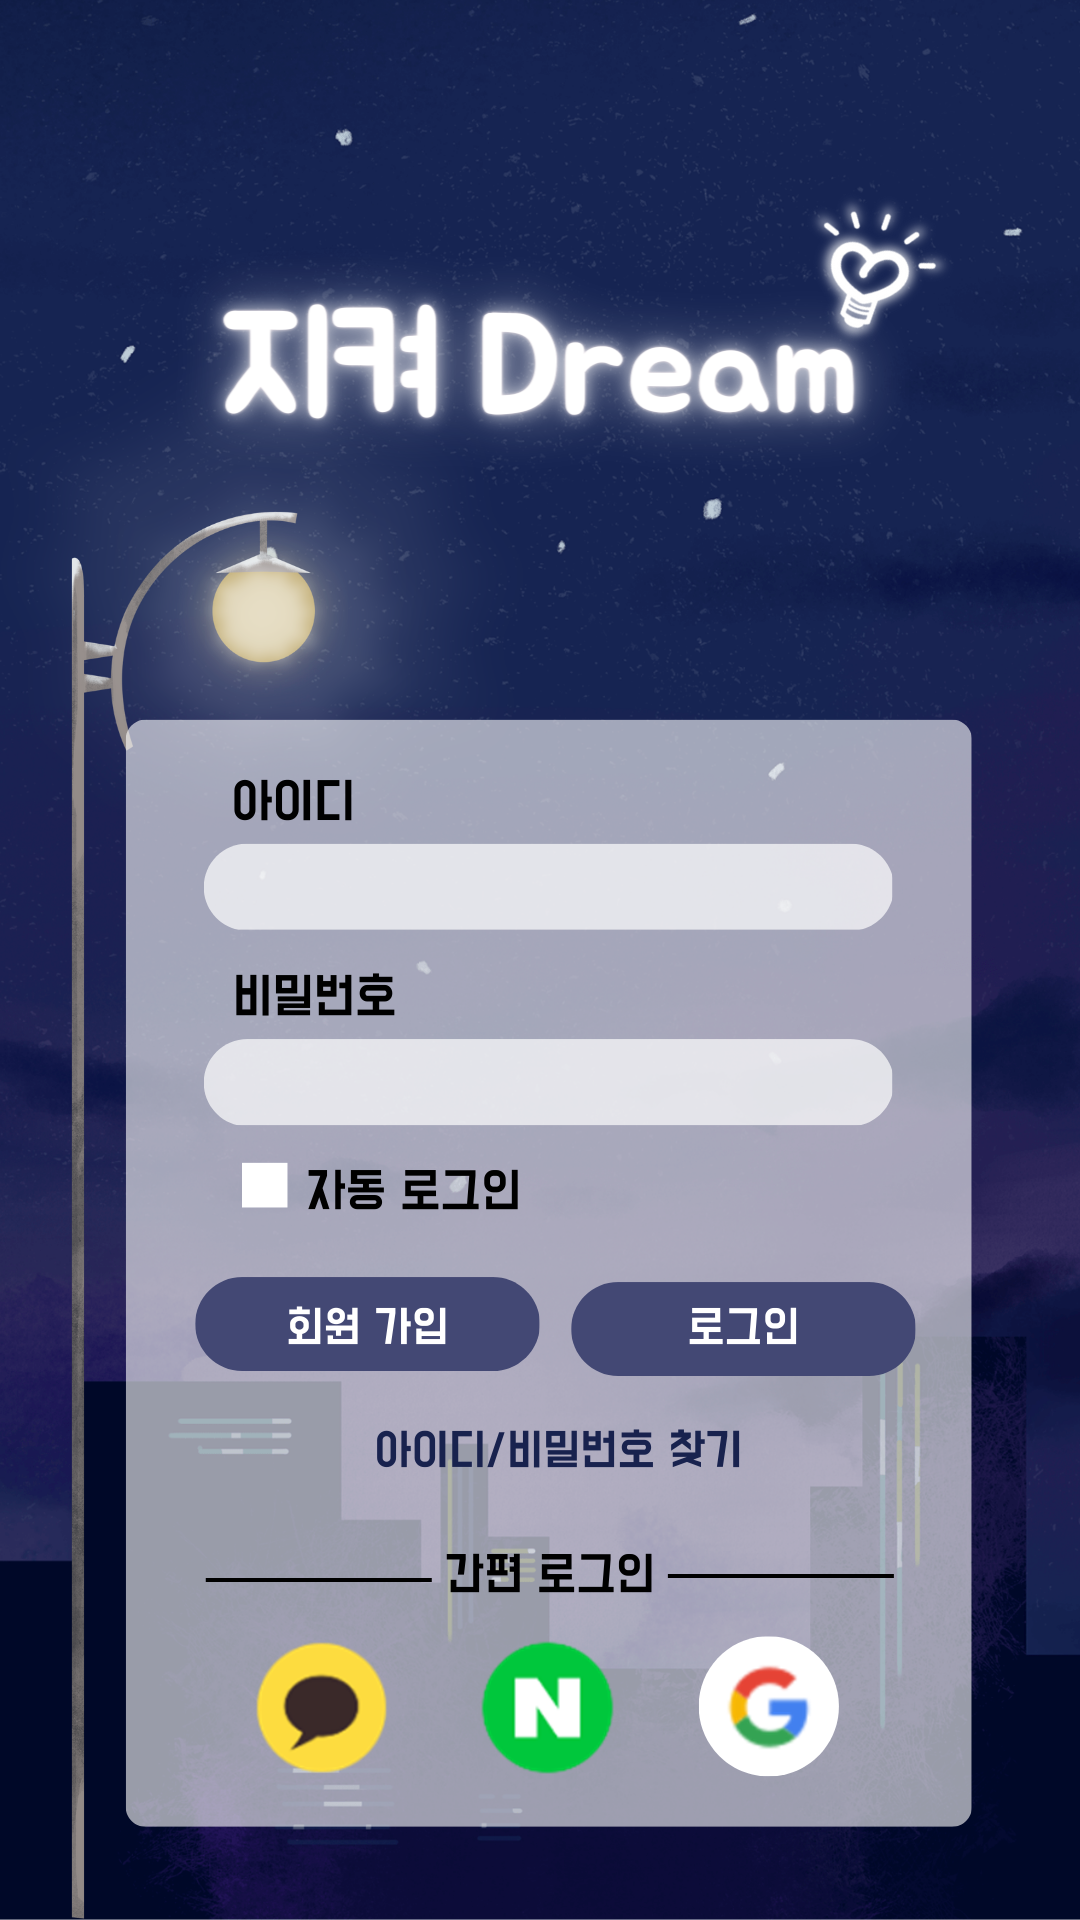 지켜 Dream
아이디
비밀번호
자동 로그인
회원 가입
로그인
아이디/비밀번호 찾기
간편 로그인
N
G